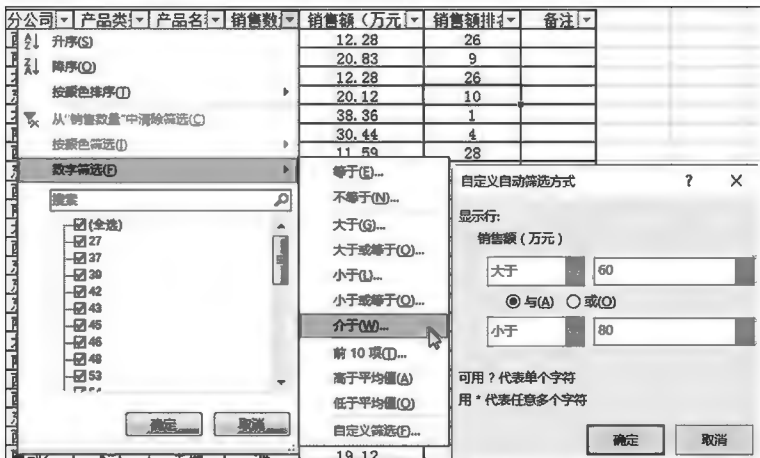 分公司 产品类 产品名 销售数 销售额（万元 销售额排名 备注
升序(S)
降序(O)
按颜色排序(T)
从"销售数量"中清除筛选(C)
按颜色筛选(I)
数字筛选(F)
搜索
(全选)
27
37
39
42
43
45
46
48
53
确定
取消
12.28 26
20.83 9
12.28 26
20.12 10
38.36 1
30.44 4
11.59 28
等于(E)...
不等于(N)...
大于(G)...
大于或等于(O)...
小于(L)...
小于或等于(Q)...
介于(W)...
前 10 项(T)...
高于平均值(A)
低于平均值(O)
自定义筛选(F)...
19.12
自定义自动筛选方式 ? ×
显示行:
销售额（万元）
大于 60
与(A) 或(O)
小于 80
可用 ? 代表单个字符
用 * 代表任意多个字符
确定 取消